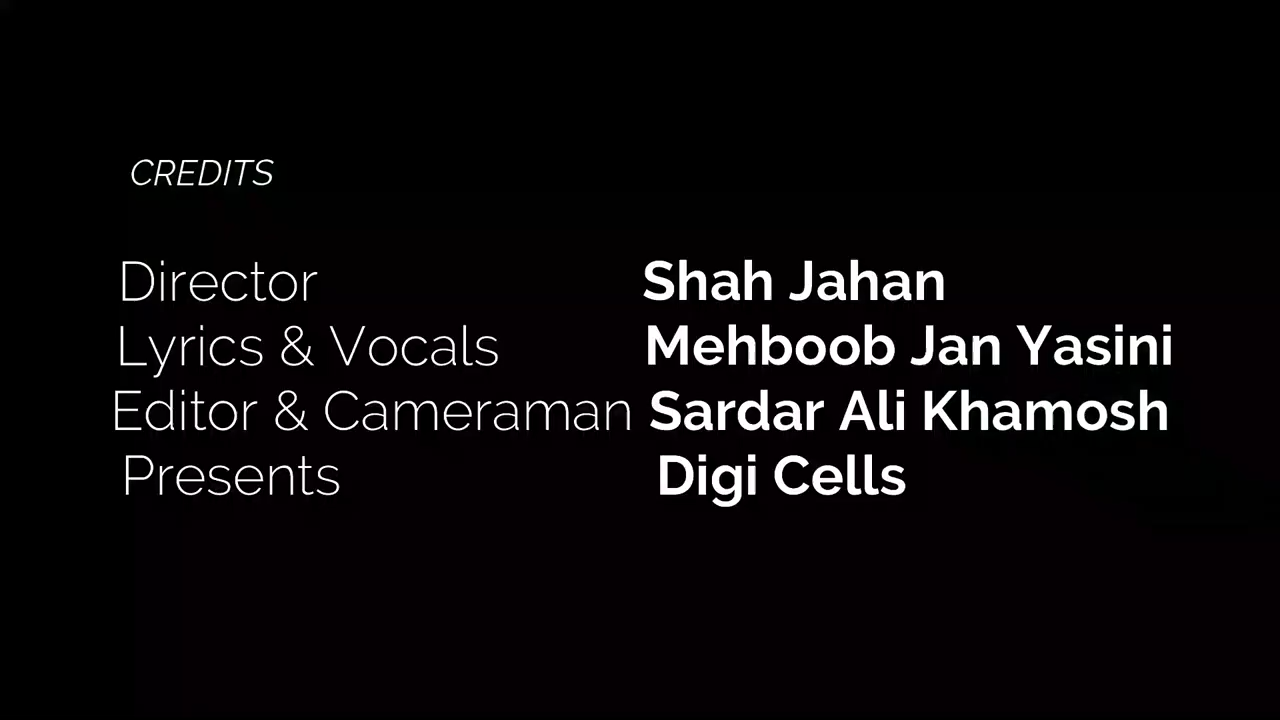 CREDITS
Director Shah Jahan
Lyrics & Vocals Mehboob Jan Yasini
Editor & Cameraman Sardar Ali Khamosh
Presents Digi Cells